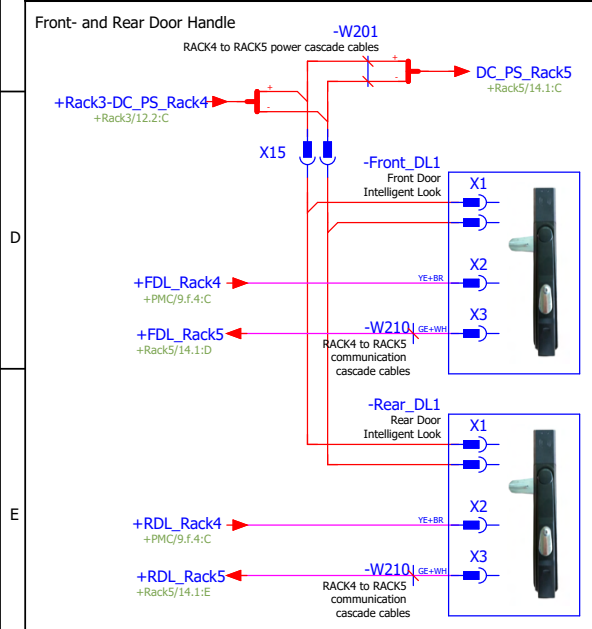 Front- and Rear Door Handle
-W201
RACK4 to RACK5 power cascade cables
+
-
DC_PS_Rack5
+Rack5/14.1:C
+Rack3-DC_PS_Rack4
+Rack3/12.2:C
+
-
X15
-Front_DL1
Front Door
Intelligent Look
X1
D
+FDL_Rack4
+PMC/9.f.4:C
YE+BR
X2
+FDL_Rack5
+Rack5/14.1:D
-W210
GE+WH
X3
RACK4 to RACK5
communication
cascade cables
-Rear_DL1
Rear Door
Intelligent Look
X1
E
+RDL_Rack4
+PMC/9.f.4:C
YE+BR
X2
+RDL_Rack5
+Rack5/14.1:E
-W210
GE+WH
X3
RACK4 to RACK5
communication
cascade cables